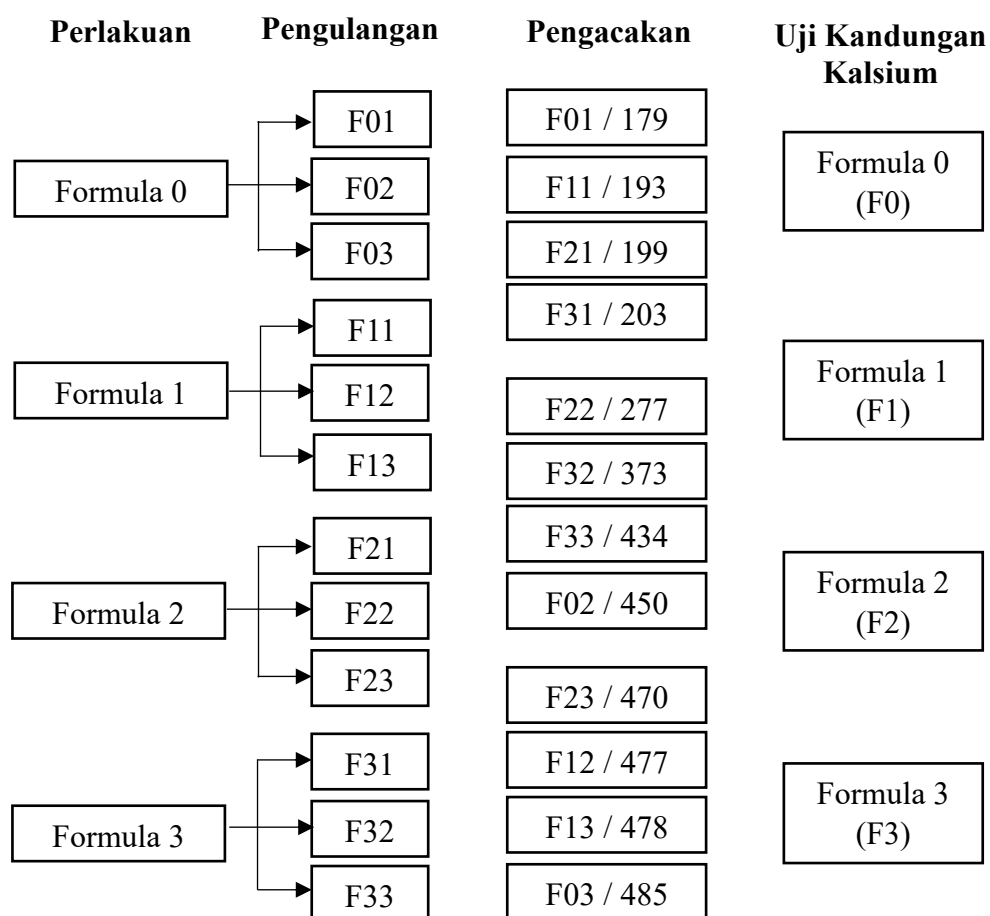 Perlakuan
Pengulangan
Pengacakan
Uji Kandungan
Kalsium
Formula 0
Formula 1
Formula 2
Formula 3
F01
F02
F03
F11
F12
F13
F21
F22
F23
F31
F32
F33
F01 / 179
F11 / 193
F21 / 199
F31 / 203
F22 / 277
F32 / 373
F33 / 434
F02 / 450
F23 / 470
F12 / 477
F13 / 478
F03 / 485
Formula 0
(F0)
Formula 1
(F1)
Formula 2
(F2)
Formula 3
(F3)